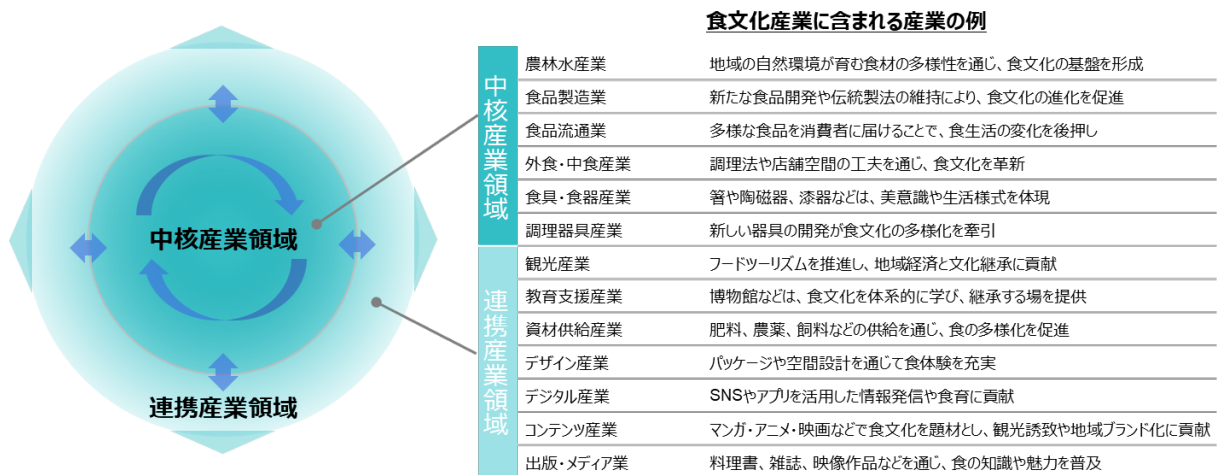 食文化産業に含まれる産業の例
中核産業領域
農林水産業 地域の自然環境が育む食材の多様性を通じ、食文化の基盤を形成
食品製造業 新たな食品開発や伝統製法の維持により、食文化の進化を促進
食品流通業 多様な食品を消費者に届けることで、食生活の変化を後押し
外食・中食産業 調理法や店舗空間の工夫を通じ、食文化を革新
食具・食器産業 箸や陶磁器、漆器などは、美意識や生活様式を体現
調理器具産業 新しい器具の開発が食文化の多様化を牽引
連携産業領域
観光産業 フードツーリズムを推進し、地域経済と文化継承に貢献
教育支援産業 博物館などは、食文化を体系的に学び、継承する場を提供
資材供給産業 肥料、農薬、飼料などの供給を通じ、食の多様化を促進
デザイン産業 パッケージや空間設計を通じて食体験を充実
デジタル産業 SNSやアプリを活用した情報発信や食育に貢献
コンテンツ産業 マンガ・アニメ・映画などで食文化を題材とし、観光誘致や地域ブランド化に貢献
出版・メディア業 料理書、雑誌、映像作品などを通じ、食の知識や魅力を普及
中核産業領域
連携産業領域